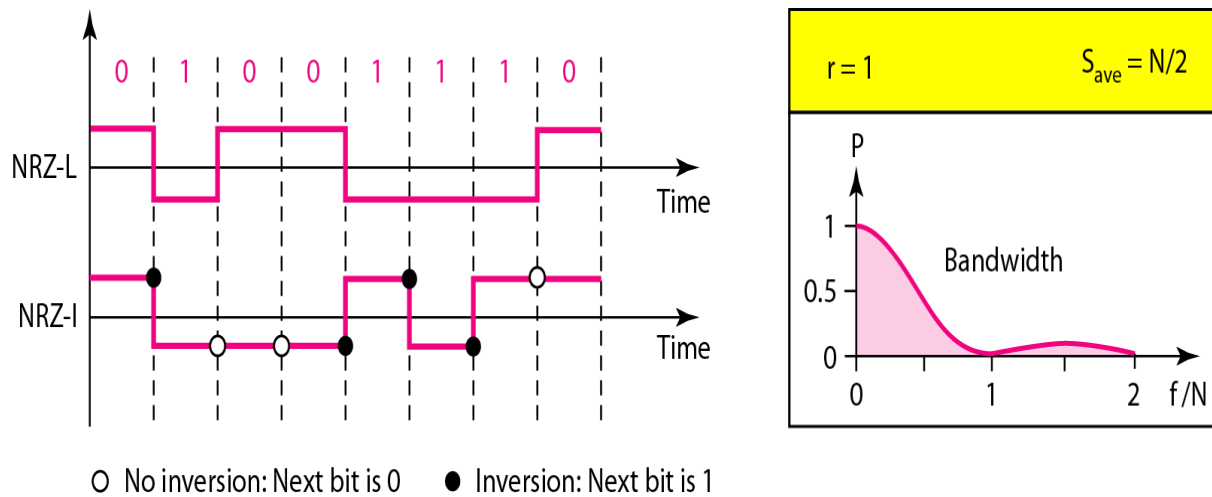 0 1 0 0 1 1 1 0
NRZ-L
Time
NRZ-I
Time
○ No inversion: Next bit is 0 ● Inversion: Next bit is 1
r = 1 S_ave = N/2
P
1
Bandwidth
0.5
0
0 1 2 f/N